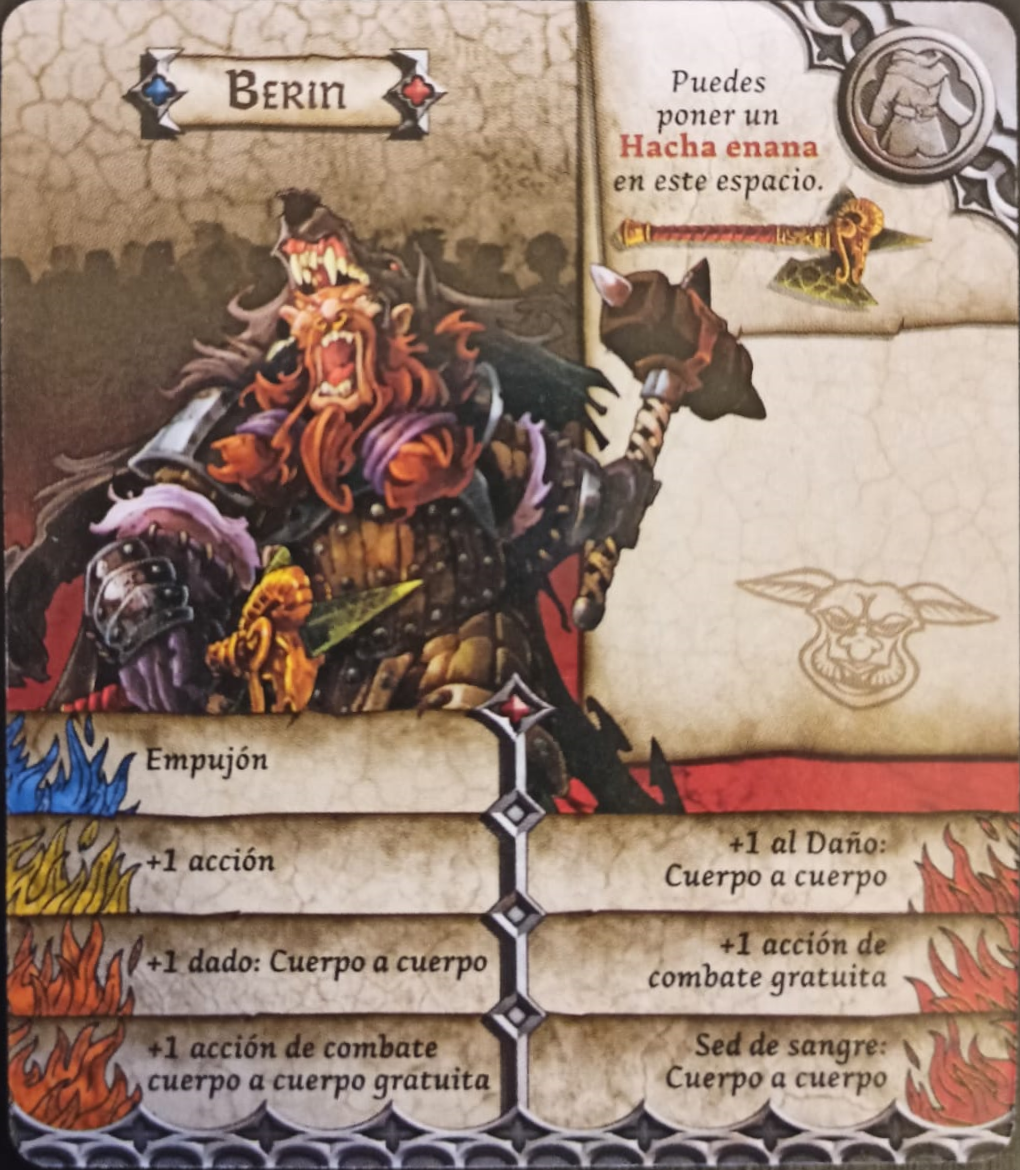 Berin
Puedes
poner un
Hacha enana
en este espacio.
Empujón
+1 acción
+1 dado: Cuerpo a cuerpo
+1 acción de combate
cuerpo a cuerpo gratuita
+1 al Daño:
Cuerpo a cuerpo
+1 acción de
combate gratuita
Sed de sangre:
Cuerpo a cuerpo